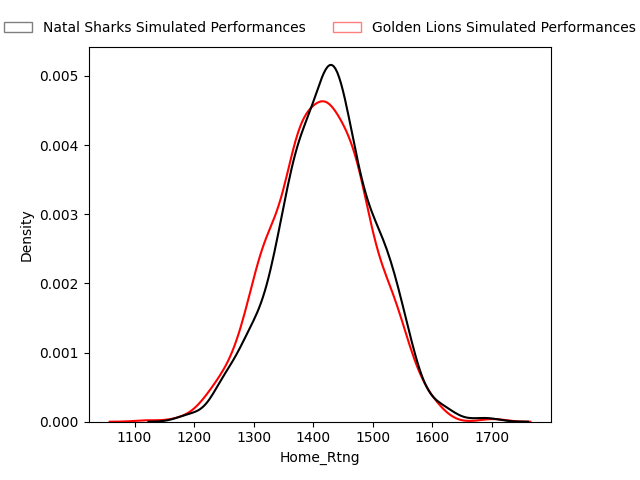 Natal Sharks Simulated Performances Golden Lions Simulated Performances
0.005
0.004
0.003
0.002
0.001
0.000
Density
1100 1200 1300 1400 1500 1600 1700
Home_Rtng